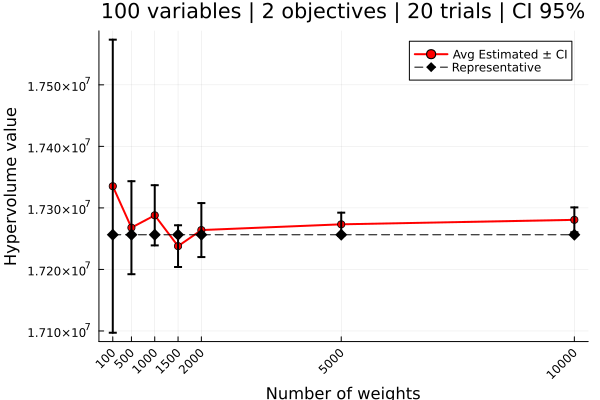 100 variables | 2 objectives | 20 trials | CI 95%
Avg Estimated ± CI
Representative
Hypervolume value
1.750×10⁷
1.740×10⁷
1.730×10⁷
1.720×10⁷
1.710×10⁷
100
500
1000
1500
2000
5000
10000
Number of weights